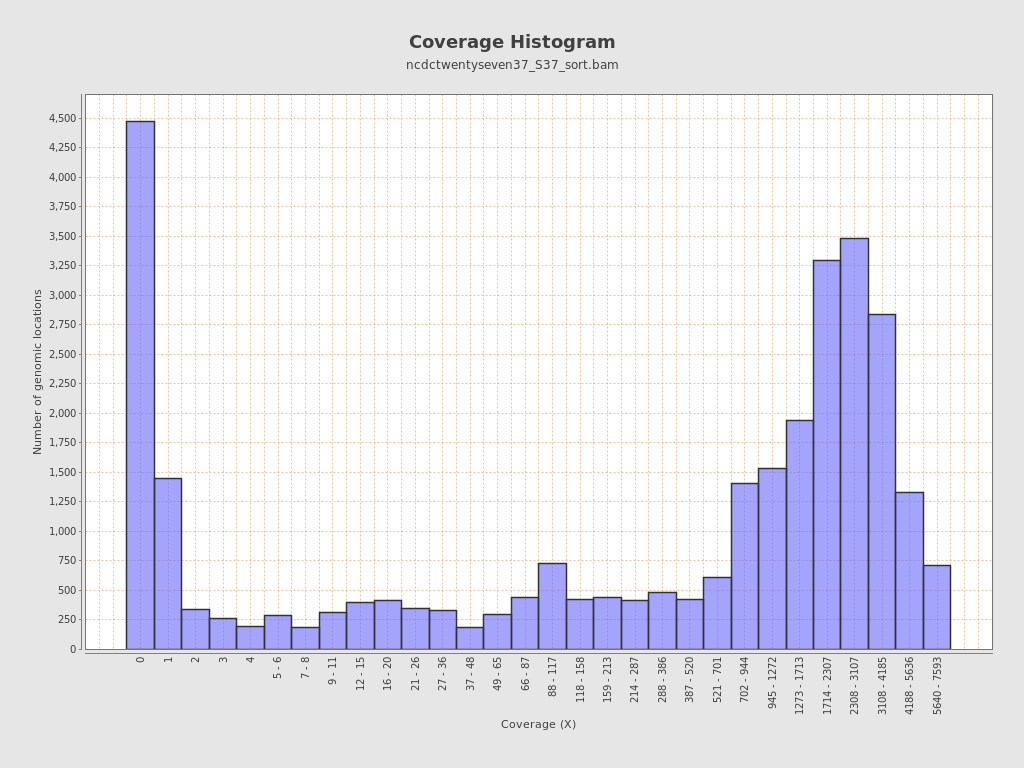 Coverage Histogram
ncdctwentyseven37_S37_sort.bam
Number of genomic locations
4,500
4,250
4,000
3,750
3,500
3,250
3,000
2,750
2,500
2,250
2,000
1,750
1,500
1,250
1,000
750
500
250
0
0
1
2
3
4
5 - 6
7 - 8
9 - 11
12 - 15
16 - 20
21 - 26
27 - 36
37 - 48
49 - 65
66 - 87
88 - 117
118 - 158
159 - 213
214 - 287
288 - 386
387 - 520
521 - 701
702 - 944
945 - 1272
1273 - 1713
1714 - 2307
2308 - 3107
3108 - 4185
4188 - 5636
5640 - 7593
Coverage (X)